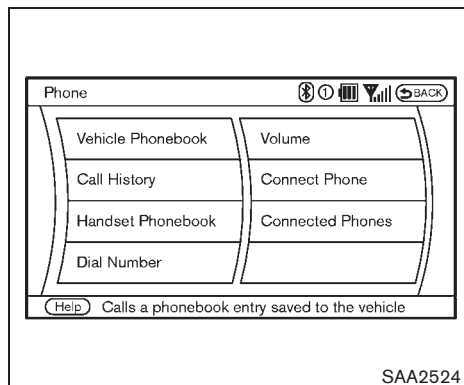 Phone 1 BACK
Vehicle Phonebook
Call History
Handset Phonebook
Dial Number
Volume
Connect Phone
Connected Phones
Help Calls a phonebook entry saved to the vehicle
SAA2524